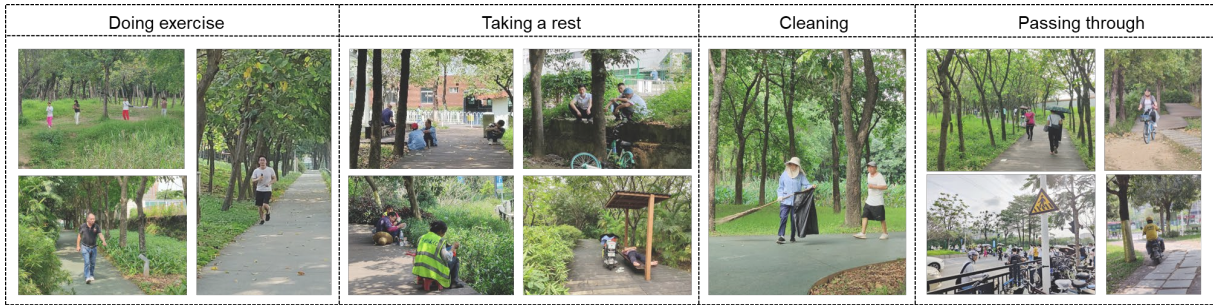 Doing exercise
Taking a rest
Cleaning
Passing through